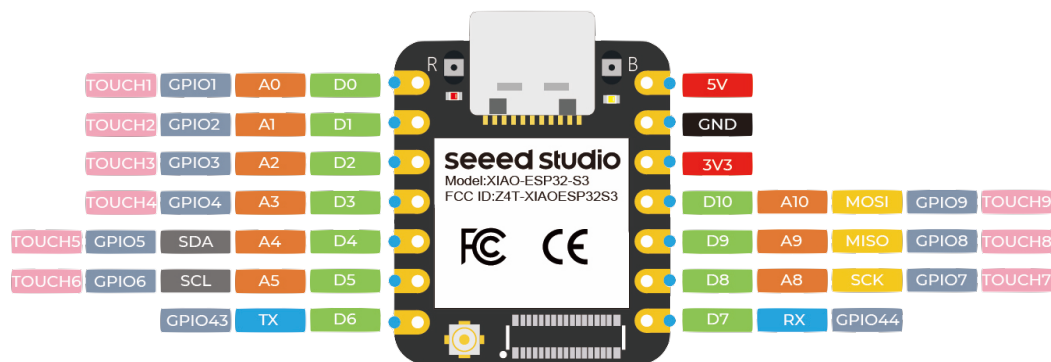 R B
TOUCH1 GPIO1 A0 D0 5V
TOUCH2 GPIO2 A1 D1 GND
TOUCH3 GPIO3 A2 D2 3V3
seeed studio
Model:XIAO-ESP32-S3
FCC ID:Z4T-XIAOESP32S3
TOUCH4 GPIO4 A3 D3 D10 A10 MOSI GPIO9 TOUCH9
TOUCH5 GPIO5 SDA A4 D4 FC CE D9 A9 MISO GPIO8 TOUCH8
TOUCH6 GPIO6 SCL A5 D5 D8 A8 SCK GPIO7 TOUCH7
GPIO43 TX D6 D7 RX GPIO44